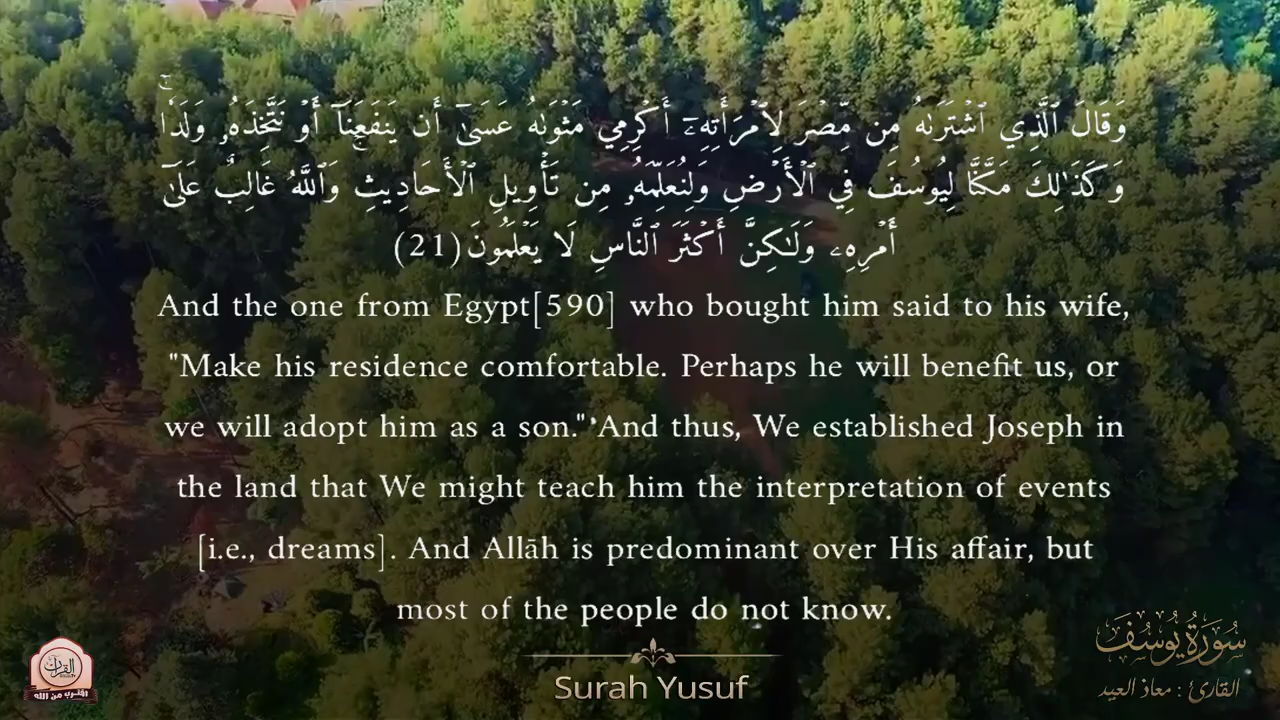 وَقَالَ ٱلَّذِي ٱشْتَرَىٰهُ مِن مِّصْرَ لِٱمْرَأَتِهِۦٓ أَكْرِمِي مَثْوَىٰهُ عَسَىٰٓ أَن يَنفَعَنَآ أَوْ نَتَّخِذَهُۥ وَلَدٗاۚ
وَكَذَٰلِكَ مَكَّنَّا لِيُوسُفَ فِي ٱلْأَرْضِ وَلِنُعَلِّمَهُۥ مِن تَأْوِيلِ ٱلْأَحَادِيثِۚ وَٱللَّهُ غَالِبٌ عَلَىٰٓ
أَمْرِهِۦ وَلَٰكِنَّ أَكْثَرَ ٱلنَّاسِ لَا يَعْلَمُونَ(21)
And the one from Egypt[590] who bought him said to his wife,
"Make his residence comfortable. Perhaps he will benefit us, or
we will adopt him as a son."'And thus, We established Joseph in
the land that We might teach him the interpretation of events
[i.e., dreams]. And Allāh is predominant over His affair, but
most of the people do not know.
Surah Yusuf
سُورَةُ يُوسُفَ
القارئ : معاذ العيد
القرآن
اقترب من الله